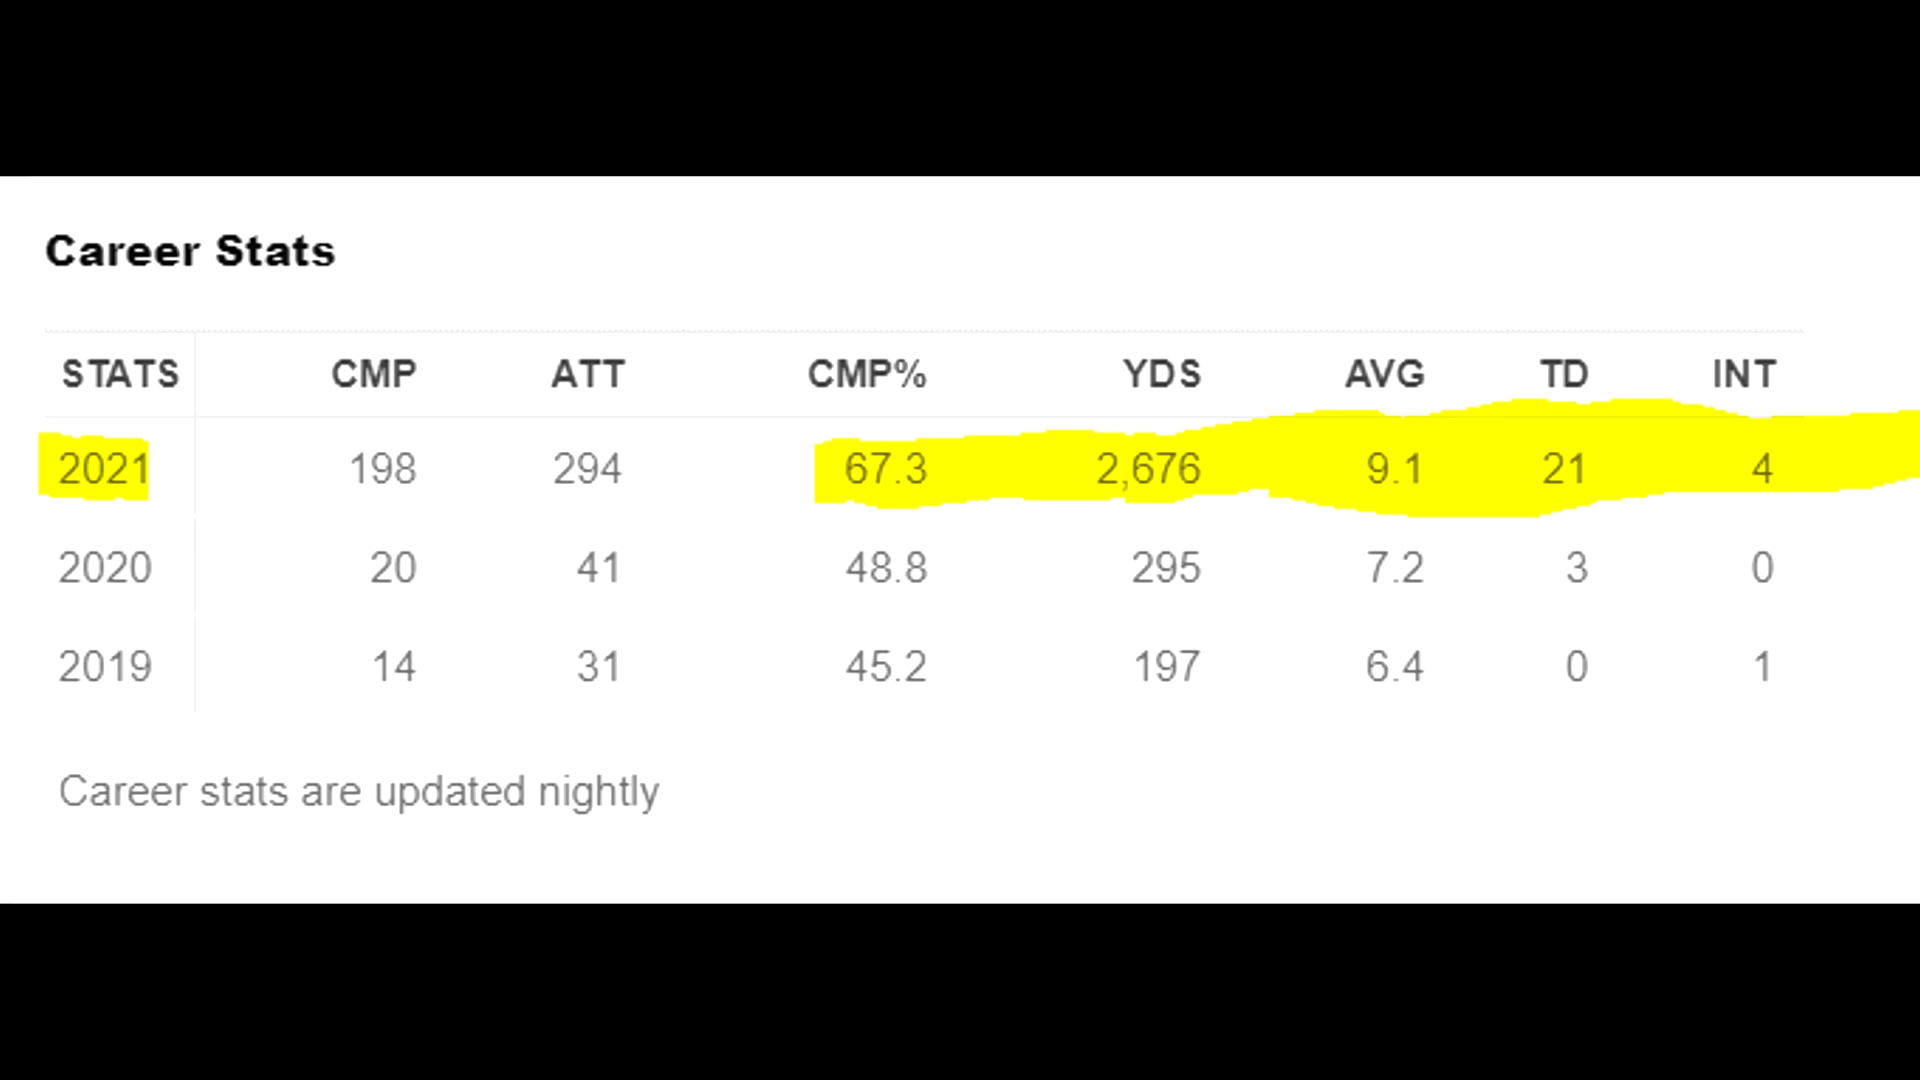 Career Stats
STATS CMP ATT CMP% YDS AVG TD INT
2021 198 294 67.3 2,676 9.1 21 4
2020 20 41 48.8 295 7.2 3 0
2019 14 31 45.2 197 6.4 0 1
Career stats are updated nightly